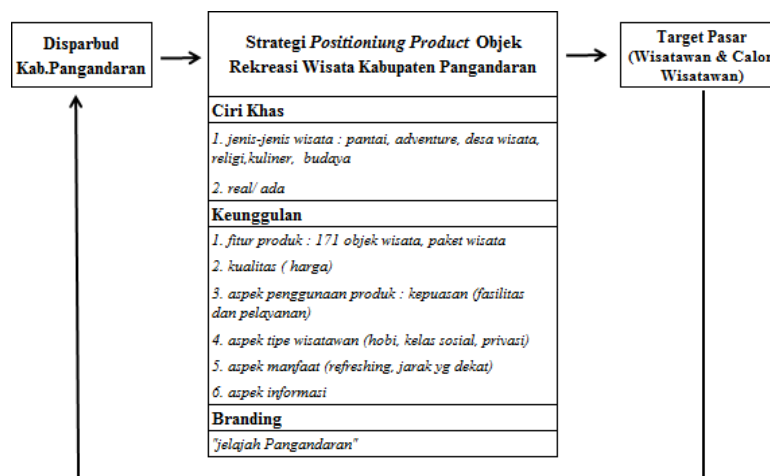 Disparbud
Kab.Pangandaran
Strategi Positioniung Product Objek
Rekreasi Wisata Kabupaten Pangandaran
Target Pasar
(Wisatawan & Calon
Wisatawan)
Ciri Khas
1. jenis-jenis wisata : pantai, adventure, desa wisata,
religi,kuliner, budaya
2. real/ ada
Keunggulan
1. fitur produk : 171 objek wisata, paket wisata
2. kualitas ( harga)
3. aspek penggunaan produk : kepuasan (fasilitas
dan pelayanan)
4. aspek tipe wisatawan (hobi, kelas sosial, privasi)
5. aspek manfaat (refreshing, jarak yg dekat)
6. aspek informasi
Branding
"jelajah Pangandaran"